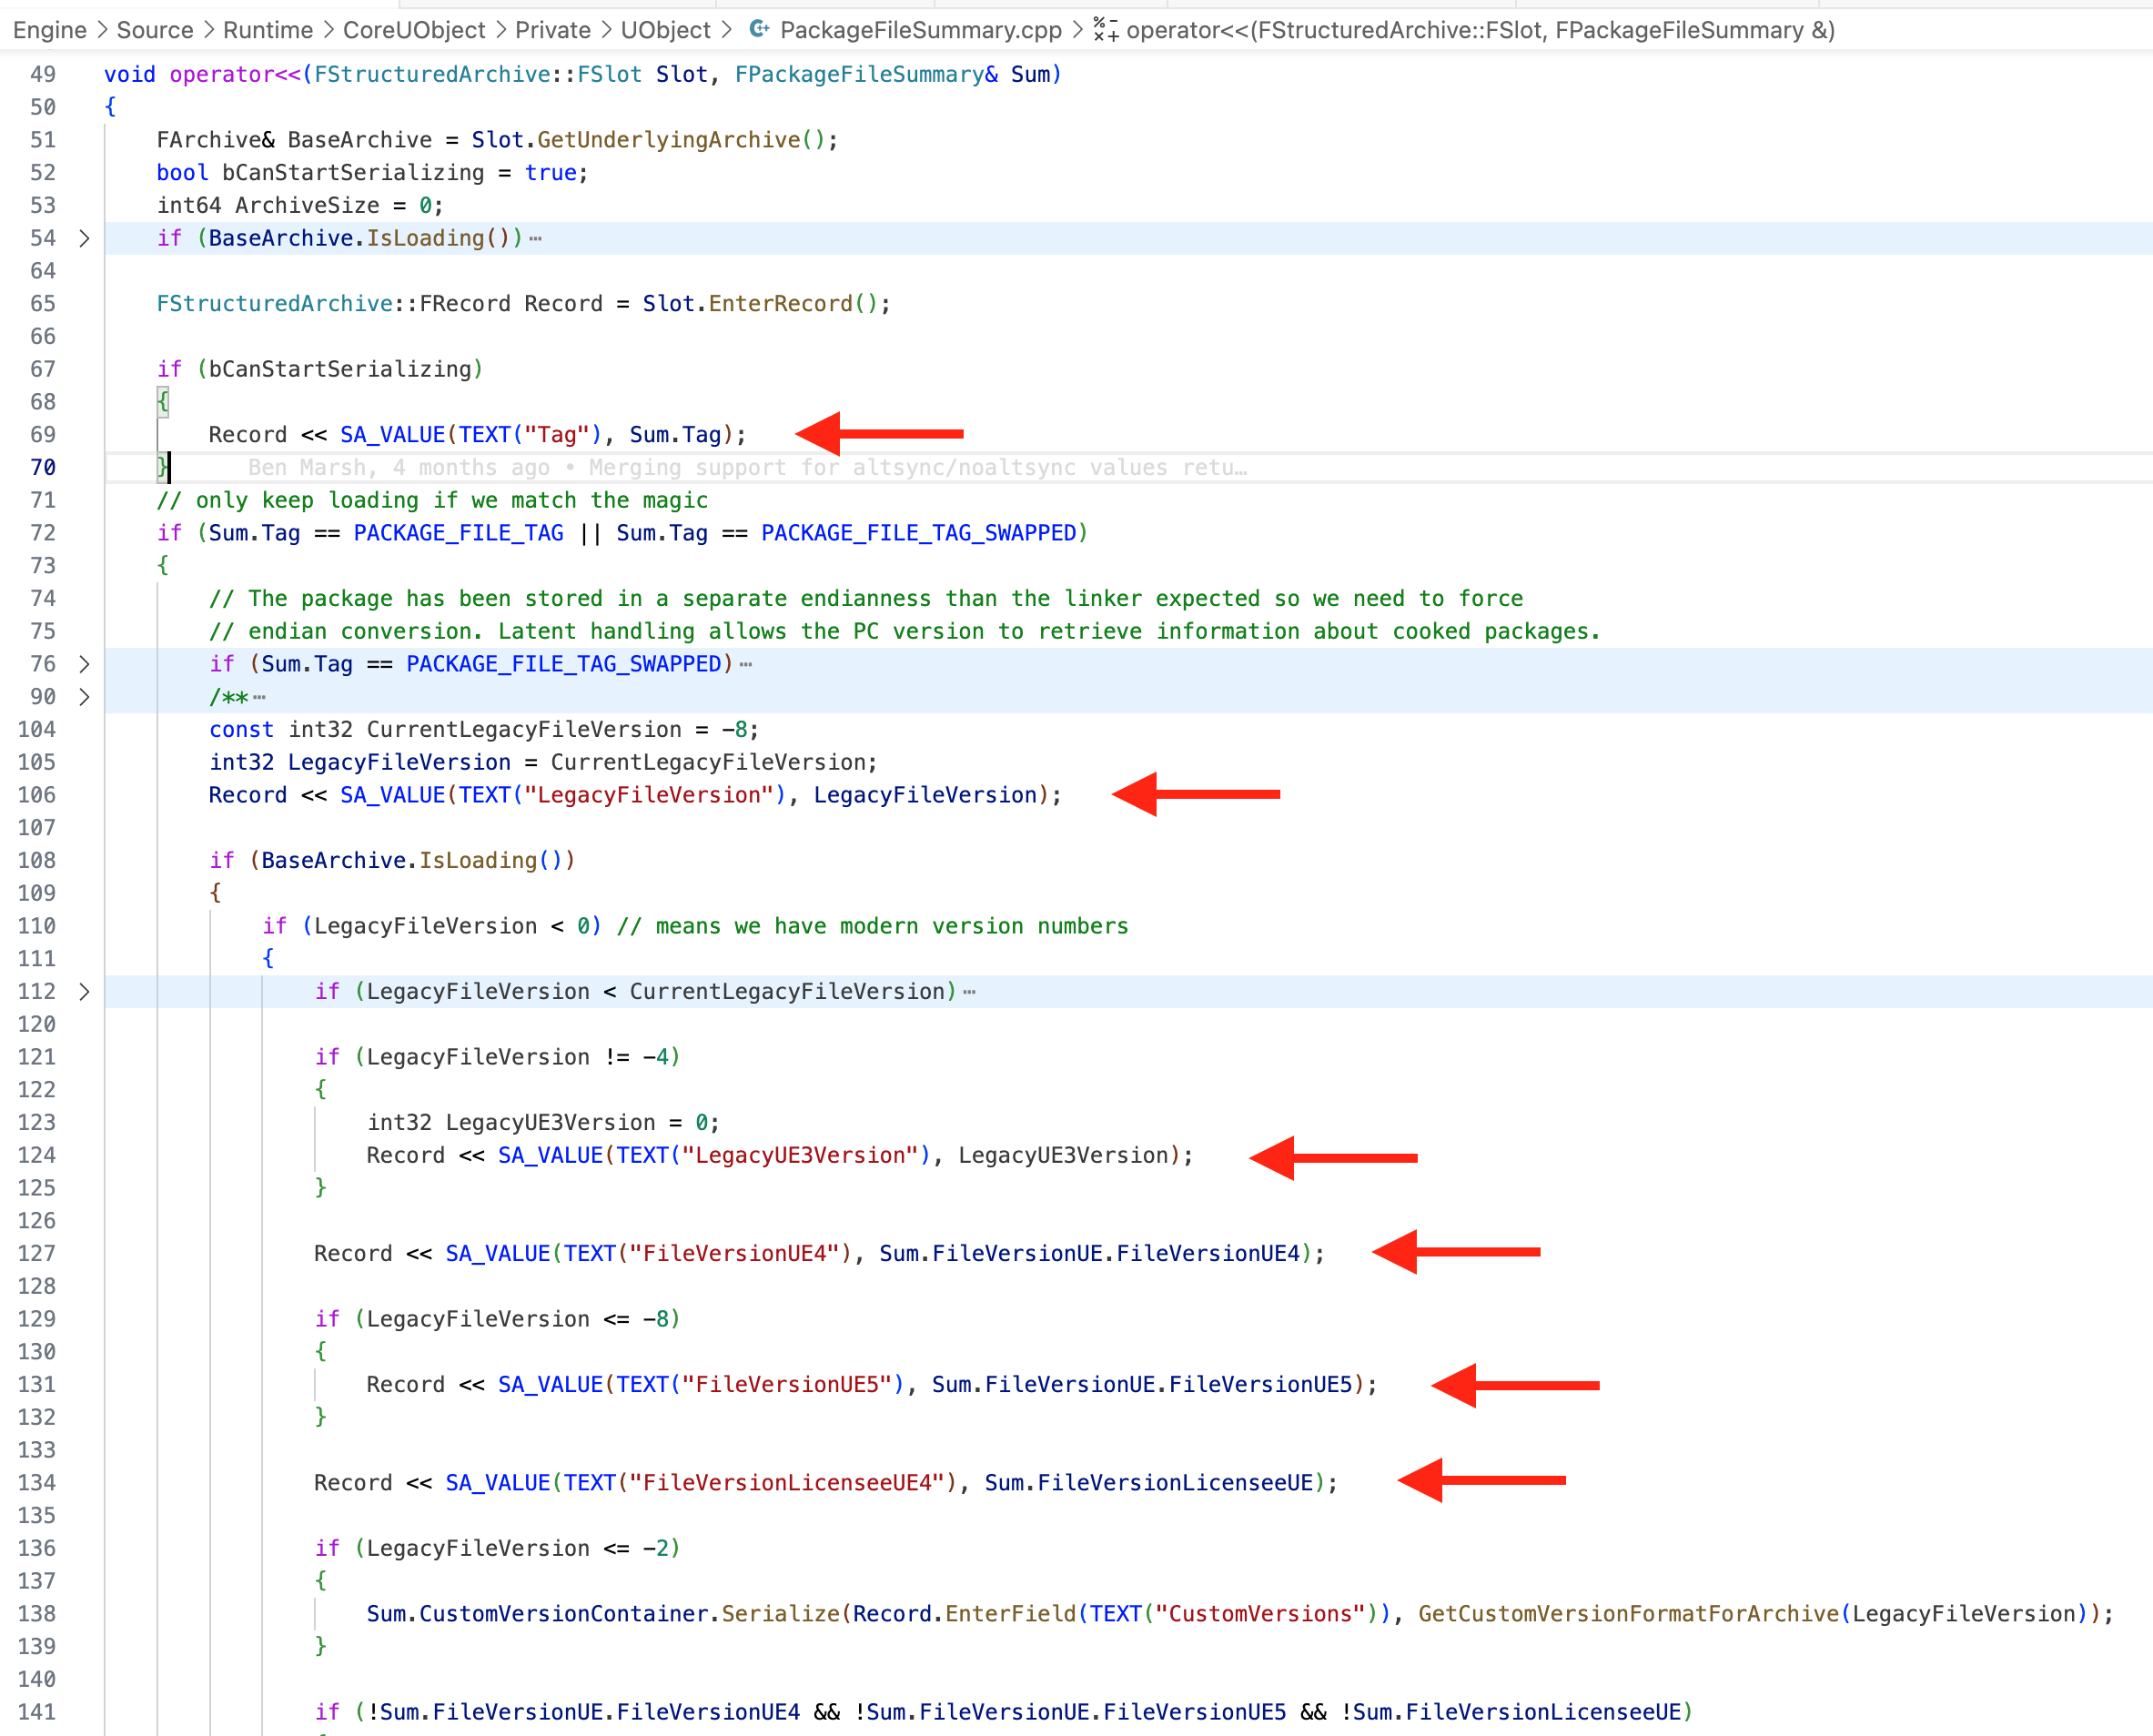 Engine > Source > Runtime > CoreUObject > Private > UObject > PackageFileSummary.cpp > operator<<(FStructuredArchive::FSlot, FPackageFileSummary &)
49 void operator<<(FStructuredArchive::FSlot Slot, FPackageFileSummary& Sum)
50 {
51 FArchive& BaseArchive = Slot.GetUnderlyingArchive();
52 bool bCanStartSerializing = true;
53 int64 ArchiveSize = 0;
54 > if (BaseArchive.IsLoading()) ⋯
64
65 FStructuredArchive::FRecord Record = Slot.EnterRecord();
66
67 if (bCanStartSerializing)
68 {
69 Record << SA_VALUE(TEXT("Tag"), Sum.Tag);
70 } Ben Marsh, 4 months ago • Merging support for altsync/noaltsync values retu…
71 // only keep loading if we match the magic
72 if (Sum.Tag == PACKAGE_FILE_TAG || Sum.Tag == PACKAGE_FILE_TAG_SWAPPED)
73 {
74 // The package has been stored in a separate endianness than the linker expected so we need to force
75 // endian conversion. Latent handling allows the PC version to retrieve information about cooked packages.
76 > if (Sum.Tag == PACKAGE_FILE_TAG_SWAPPED) ⋯
90 > /** ⋯
104 const int32 CurrentLegacyFileVersion = -8;
105 int32 LegacyFileVersion = CurrentLegacyFileVersion;
106 Record << SA_VALUE(TEXT("LegacyFileVersion"), LegacyFileVersion);
107
108 if (BaseArchive.IsLoading())
109 {
110 if (LegacyFileVersion < 0) // means we have modern version numbers
111 {
112 > if (LegacyFileVersion < CurrentLegacyFileVersion) ⋯
120
121 if (LegacyFileVersion != -4)
122 {
123 int32 LegacyUE3Version = 0;
124 Record << SA_VALUE(TEXT("LegacyUE3Version"), LegacyUE3Version);
125 }
126
127 Record << SA_VALUE(TEXT("FileVersionUE4"), Sum.FileVersionUE.FileVersionUE4);
128
129 if (LegacyFileVersion <= -8)
130 {
131 Record << SA_VALUE(TEXT("FileVersionUE5"), Sum.FileVersionUE.FileVersionUE5);
132 }
133
134 Record << SA_VALUE(TEXT("FileVersionLicenseeUE4"), Sum.FileVersionLicenseeUE);
135
136 if (LegacyFileVersion <= -2)
137 {
138 Sum.CustomVersionContainer.Serialize(Record.EnterField(TEXT("CustomVersions")), GetCustomVersionFormatForArchive(LegacyFileVersion));
139 }
140
141 if (!Sum.FileVersionUE.FileVersionUE4 && !Sum.FileVersionUE.FileVersionUE5 && !Sum.FileVersionLicenseeUE)